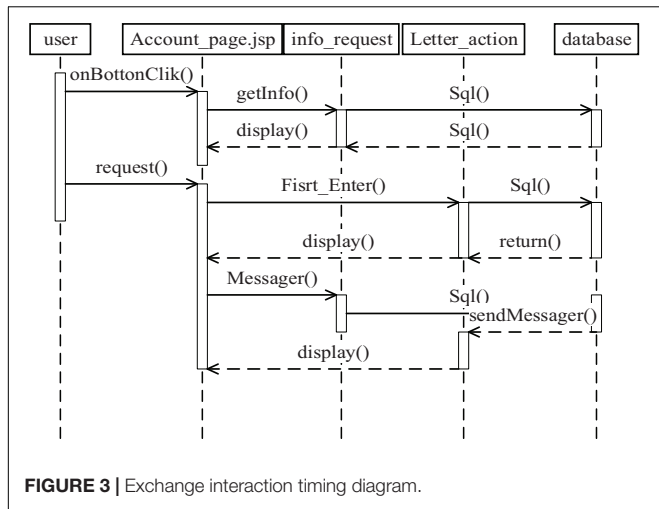 user Account_page.jsp info_request Letter_action database
onBottonClik()
getInfo() Sql()
display() Sql()
request()
Fisrt_Enter() Sql()
display() return()
Messager()
Sql()
sendMessager()
display()
FIGURE 3 | Exchange interaction timing diagram.